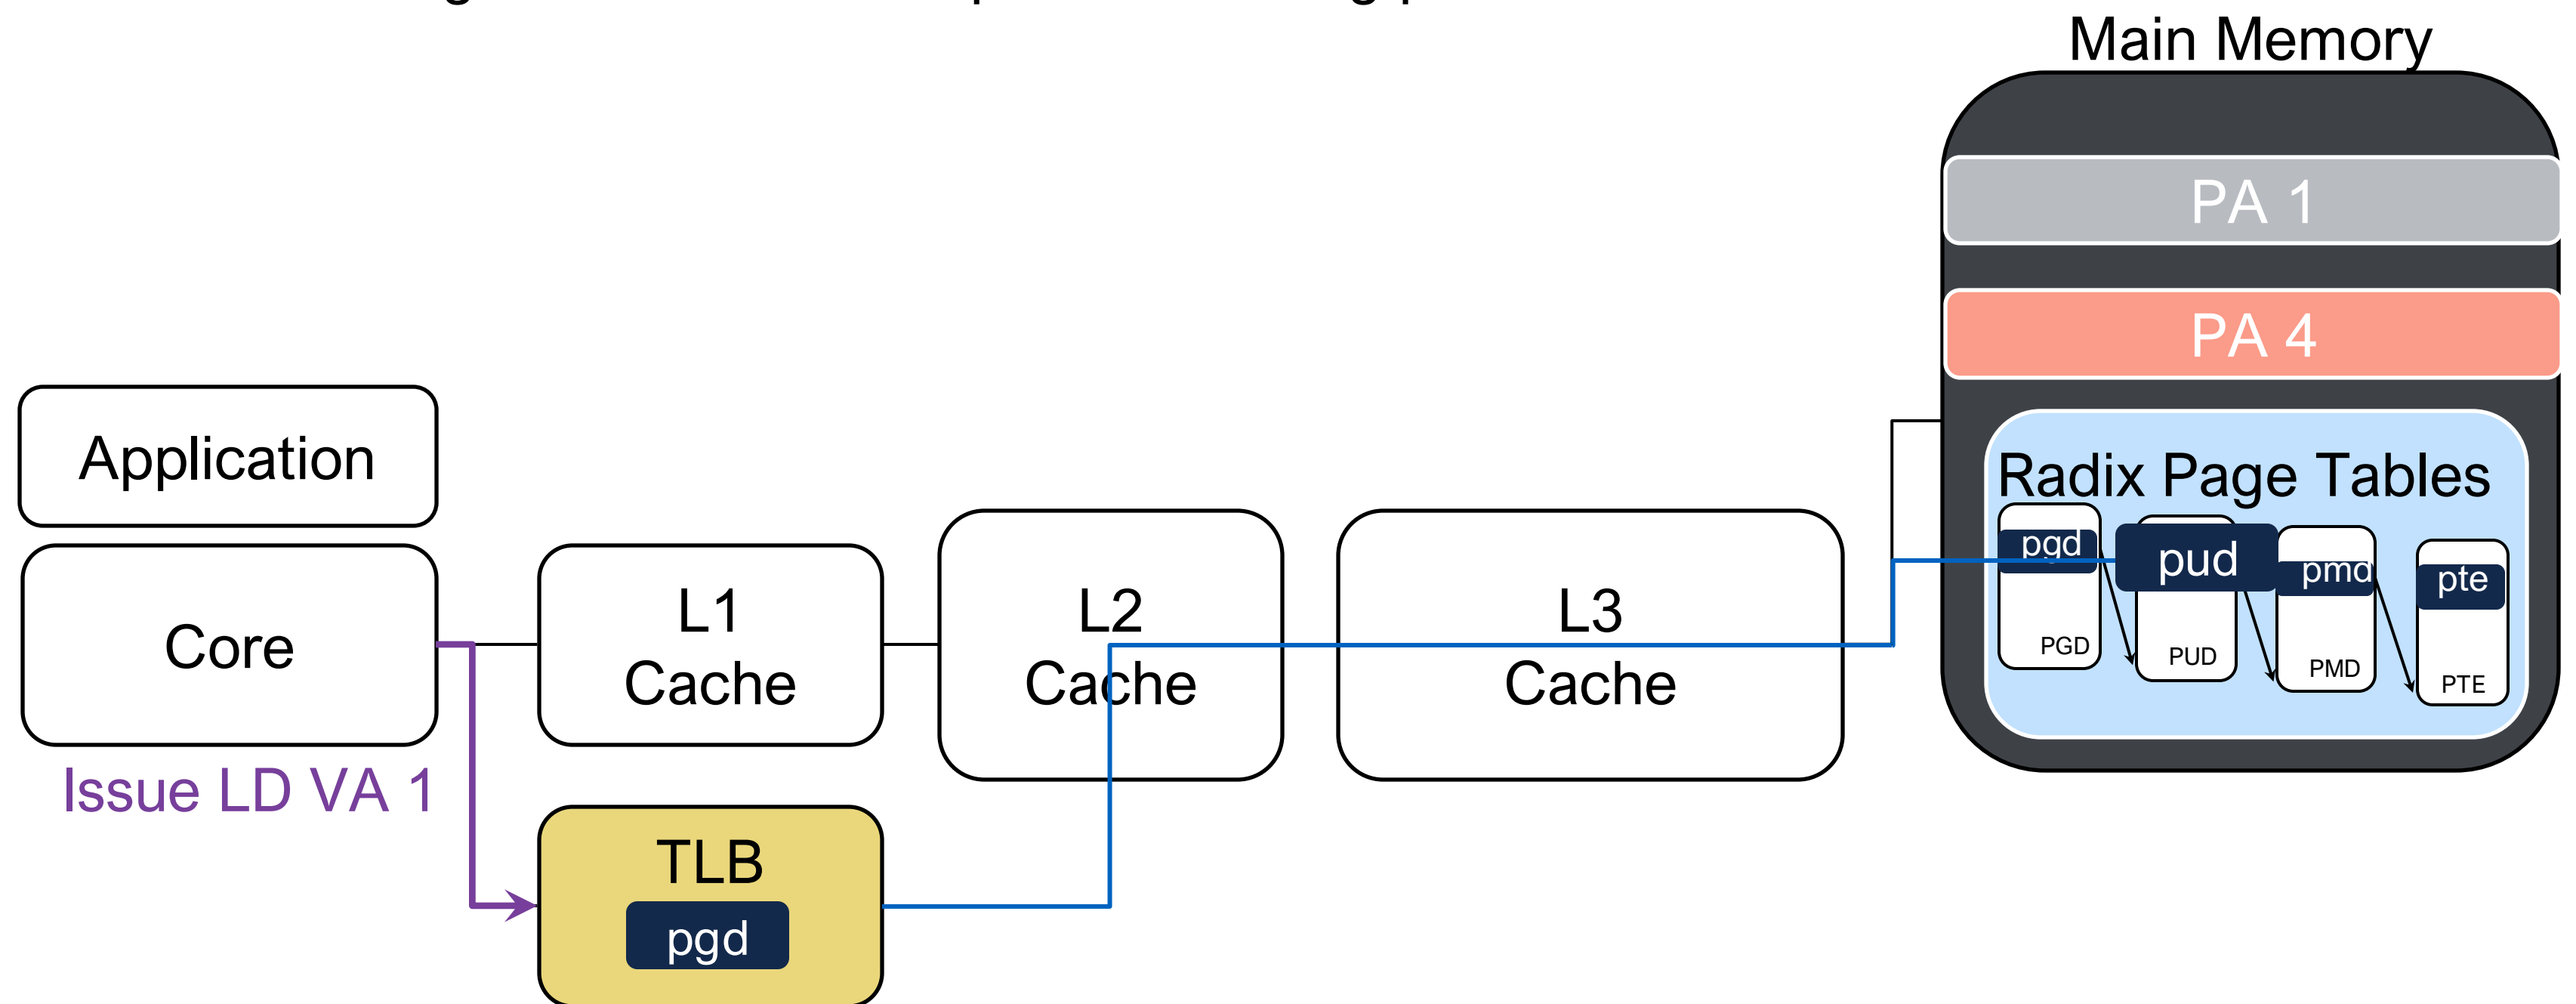 Main Memory
PA 1
PA 4
Application
Radix Page Tables
pgd
pud
pmd
pte
PGD
PUD
PMD
PTE
Core
L1
Cache
L2
Cache
L3
Cache
Issue LD VA 1
TLB
pgd